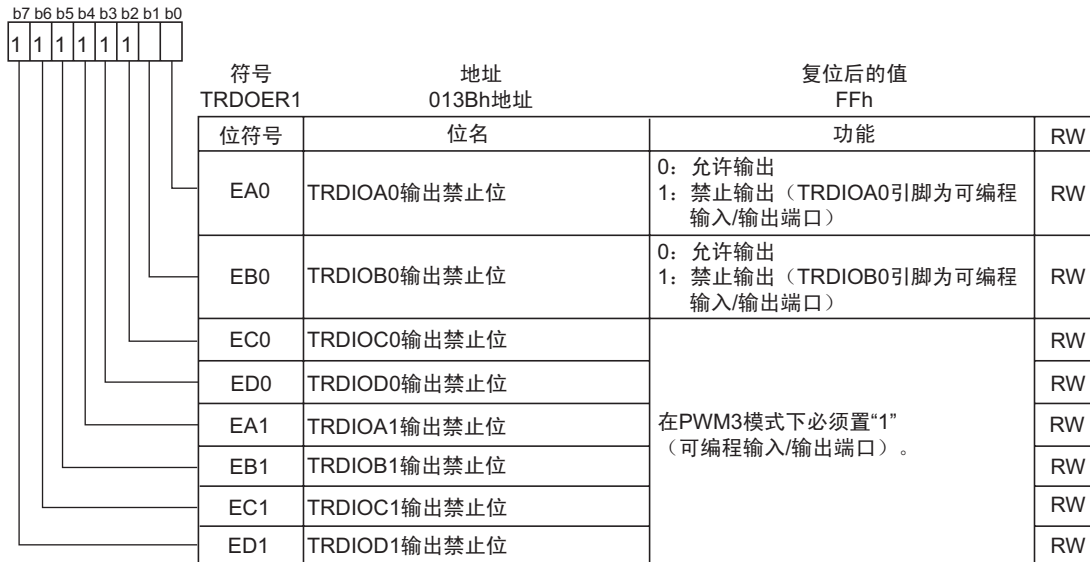 b7 b6 b5 b4 b3 b2 b1 b0
1 1 1 1 1 1
符号 地址 复位后的值
TRDOER1 013Bh地址 FFh
位符号 位名 功能 RW
EA0 TRDIOA0输出禁止位 0：允许输出 RW
1：禁止输出（TRDIOA0引脚为可编程
输入/输出端口）
EB0 TRDIOB0输出禁止位 0：允许输出 RW
1：禁止输出（TRDIOB0引脚为可编程
输入/输出端口）
EC0 TRDIOC0输出禁止位 RW
ED0 TRDIOD0输出禁止位 RW
EA1 TRDIOA1输出禁止位 在PWM3模式下必须置“1” RW
（可编程输入/输出端口）。
EB1 TRDIOB1输出禁止位 RW
EC1 TRDIOC1输出禁止位 RW
ED1 TRDIOD1输出禁止位 RW